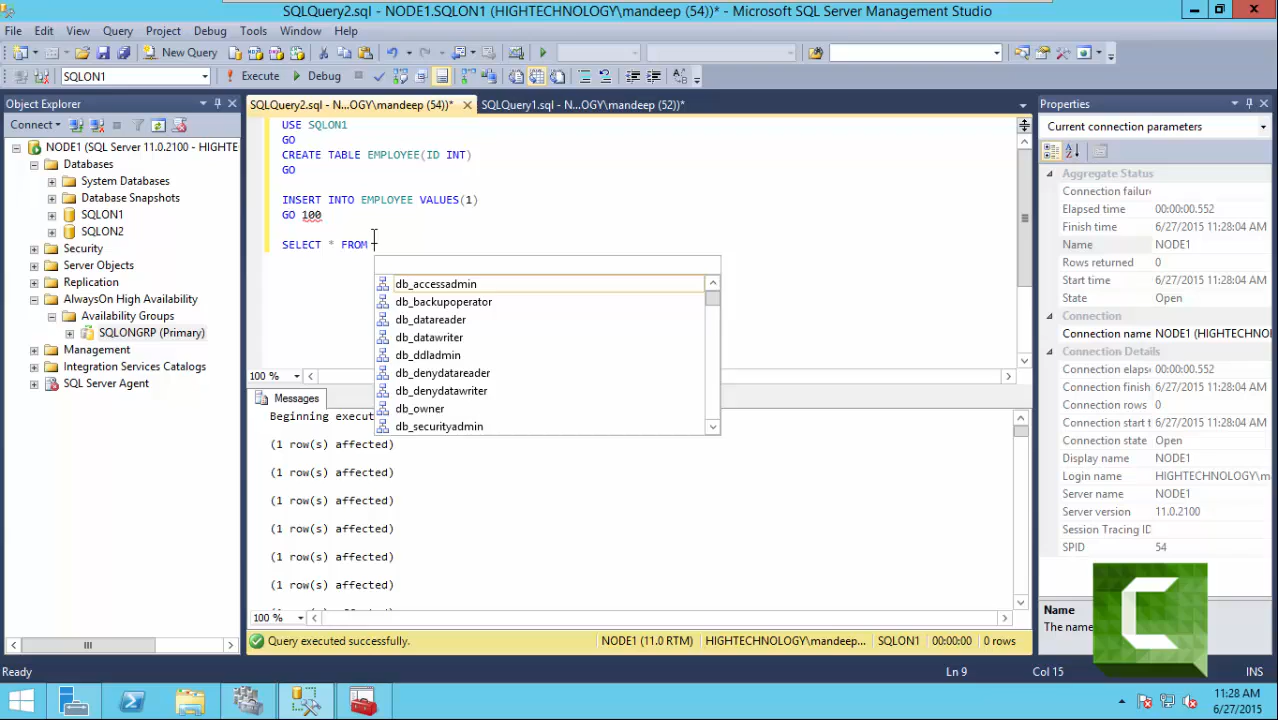 SQLQuery2.sql - NODE1.SQLON1 (HIGHTECHNOLOGY\mandeep (54))* - Microsoft SQL Server Management Studio
File Edit View Query Project Debug Tools Window Help
New Query
SQLON1 Execute Debug
Object Explorer
Connect
NODE1 (SQL Server 11.0.2100 - HIGHTE
Databases
System Databases
Database Snapshots
SQLON1
SQLON2
Security
Server Objects
Replication
AlwaysOn High Availability
Availability Groups
SQLONGRP (Primary)
Management
Integration Services Catalogs
SQL Server Agent
SQLQuery2.sql - N...OGY\mandeep (54))* SQLQuery1.sql - N...OGY\mandeep (52))*
USE SQLON1
GO
CREATE TABLE EMPLOYEE(ID INT)
GO
INSERT INTO EMPLOYEE VALUES(1)
GO 100
SELECT * FROM
db_accessadmin
db_backupoperator
db_datareader
db_datawriter
db_ddladmin
db_denydatareader
db_denydatawriter
db_owner
db_securityadmin
100 %
Messages
Beginning execut
(1 row(s) affected)
(1 row(s) affected)
(1 row(s) affected)
(1 row(s) affected)
(1 row(s) affected)
(1 row(s) affected)
100 %
Query executed successfully. NODE1 (11.0 RTM) HIGHTECHNOLOGY\mandeep... SQLON1 00:00:00 0 rows
Properties
Current connection parameters
Aggregate Status
Connection failure
Elapsed time 00:00:00.552
Finish time 6/27/2015 11:28:04 AM
Name NODE1
Rows returned 0
Start time 6/27/2015 11:28:04 AM
State Open
Connection
Connection name NODE1 (HIGHTECHNO
Connection Details
Connection elaps 00:00:00.552
Connection finish 6/27/2015 11:28:04 AM
Connection rows 0
Connection start t 6/27/2015 11:28:04 AM
Connection state Open
Display name NODE1
Login name HIGHTECHNOLOGY\m
Server name NODE1
Server version 11.0.2100
Session Tracing ID
SPID 54
Name
The name
Ready Ln 9 Col 15 INS
11:28 AM
6/27/2015